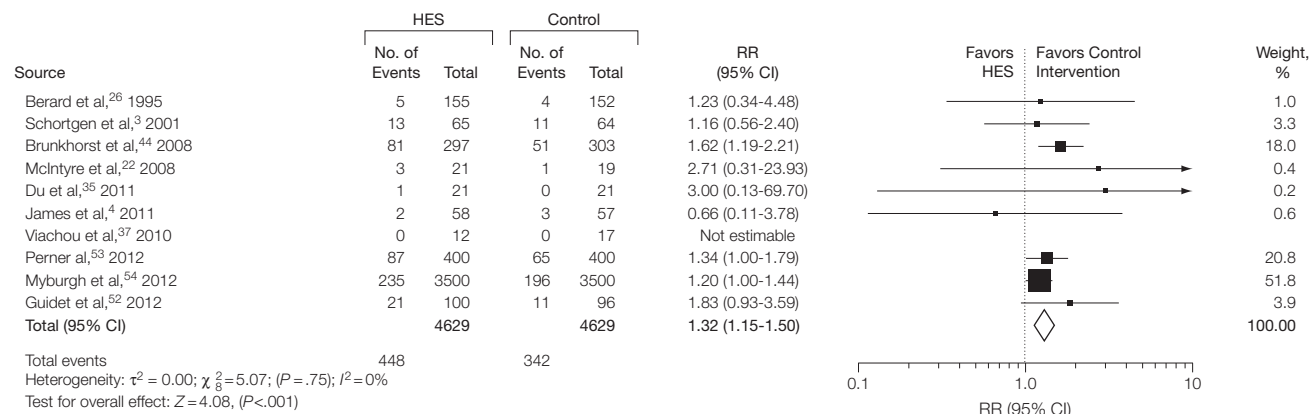 HES Control
No. of Events Total No. of Events Total RR (95% CI) Favors HES Favors Control Intervention Weight, %
Source
Berard et al,26 1995 5 155 4 152 1.23 (0.34-4.48) 1.0
Schortgen et al,3 2001 13 65 11 64 1.16 (0.56-2.40) 3.3
Brunkhorst et al,44 2008 81 297 51 303 1.62 (1.19-2.21) 18.0
McIntyre et al,22 2008 3 21 1 19 2.71 (0.31-23.93) 0.4
Du et al,35 2011 1 21 0 21 3.00 (0.13-69.70) 0.2
James et al,4 2011 2 58 3 57 0.66 (0.11-3.78) 0.6
Viachou et al,37 2010 0 12 0 17 Not estimable
Perner al,53 2012 87 400 65 400 1.34 (1.00-1.79) 20.8
Myburgh et al,54 2012 235 3500 196 3500 1.20 (1.00-1.44) 51.8
Guidet et al,52 2012 21 100 11 96 1.83 (0.93-3.59) 3.9
Total (95% CI) 4629 4629 1.32 (1.15-1.50) 100.00
Total events 448 342
Heterogeneity: τ2 = 0.00; χ28=5.07; (P=.75); I2=0%
Test for overall effect: Z=4.08, (P<.001)
0.1 1.0 10
RR (95% CI)